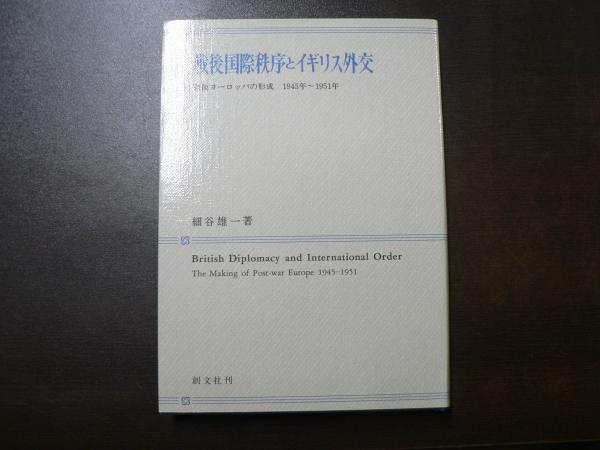 戦後国際秩序とイギリス外交
戦後ヨーロッパの形成 1945年〜1951年
細谷雄一著
British Diplomacy and International Order
The Making of Post-war Europe 1945-1951
創文社刊